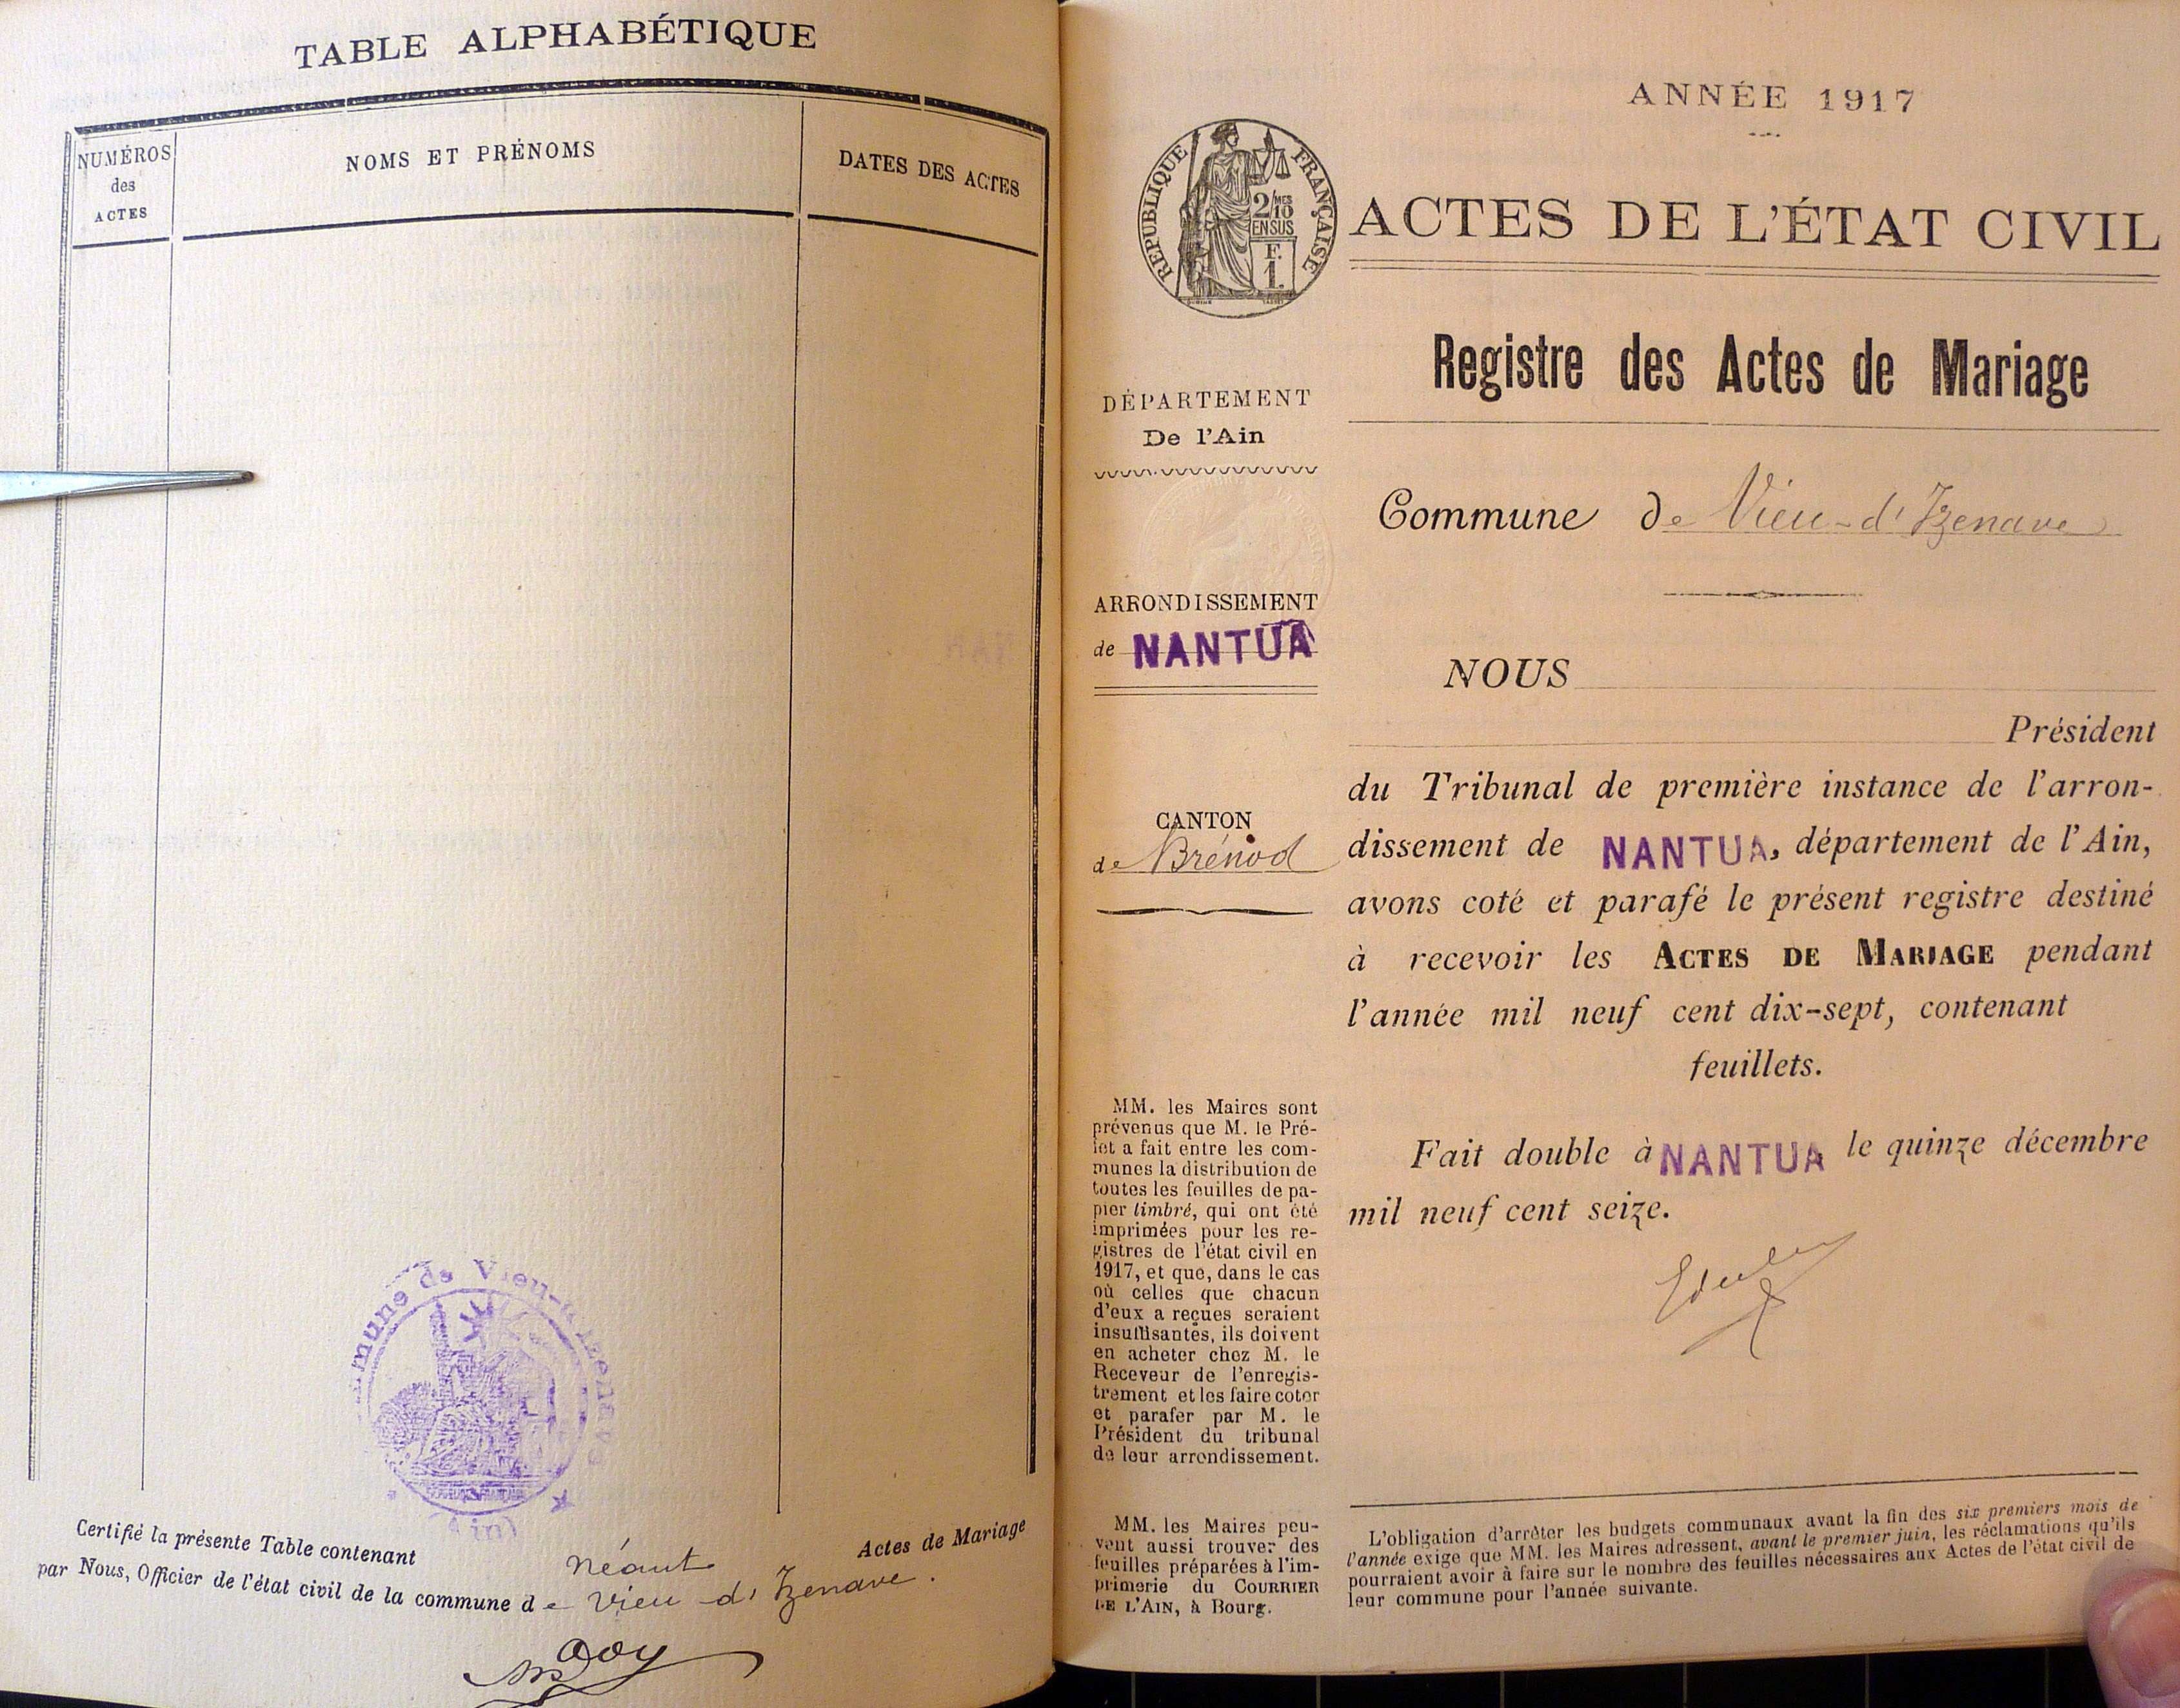 TABLE ALPHABÉTIQUE
NUMÉROS
des
ACTES
NOMS ET PRÉNOMS
DATES DES ACTES
Certifié la présente Table contenant néant Actes de Mariage
par Nous, Officier de l'état civil de la commune de Vieu-d'Izenave.
ANNÉE 1917
RÉPUBLIQUE FRANÇAISE
2/10
MES
EN SUS
F.
1.
ACTES DE L'ÉTAT CIVIL
Registre des Actes de Mariage
DÉPARTEMENT
De l'Ain
Commune de Vieu-d'Izenave
ARRONDISSEMENT
de NANTUA
CANTON
de Brénod
NOUS
Président
du Tribunal de première instance de l'arron-
dissement de NANTUA, département de l'Ain,
avons coté et parafé le présent registre destiné
à recevoir les ACTES DE MARIAGE pendant
l'année mil neuf cent dix-sept, contenant
feuillets.
Fait double à NANTUA le quinze décembre
mil neuf cent seize.
MM. les Maires sont
prévenus que M. le Pré-
fet a fait entre les com-
munes la distribution de
toutes les feuilles de pa-
pier timbré, qui ont été
imprimées pour les re-
gistres de l'état civil en
1917, et que, dans le cas
où celles que chacun
d'eux a reçues seraient
insuffisantes, ils doivent
en acheter chez M. le
Receveur de l'enregis-
trement et les faire coter
et parafer par M. le
Président du tribunal
de leur arrondissement.
MM. les Maires peu-
vent aussi trouver des
feuilles préparées à l'im-
primerie du COURRIER
DE L'AIN, à Bourg.
L'obligation d'arrêter les budgets communaux avant la fin des six premiers mois de
l'année exige que MM. les Maires adressent, avant le premier juin, les réclamations qu'ils
pourraient avoir à faire sur le nombre des feuilles nécessaires aux Actes de l'état civil de
leur commune pour l'année suivante.